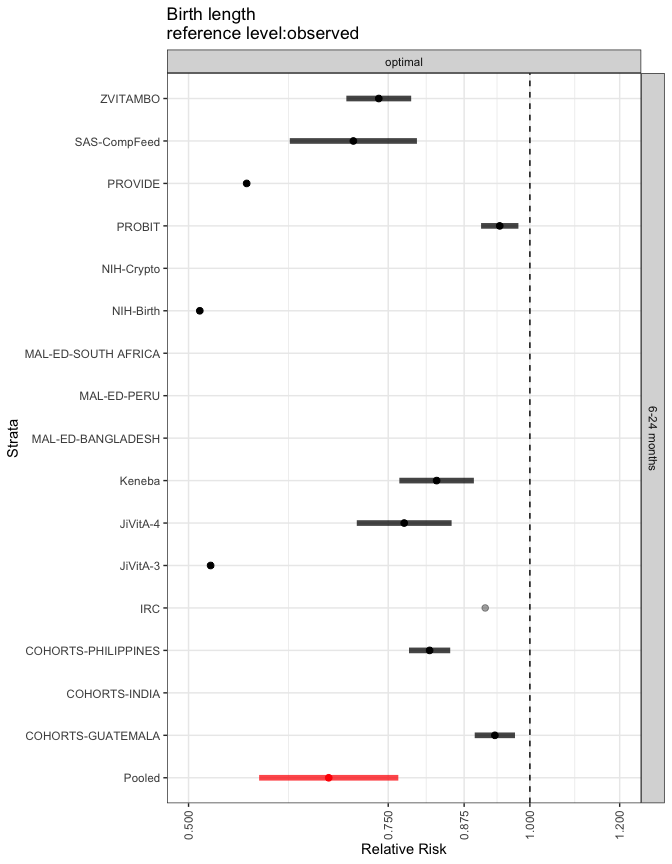 Birth length
reference level:observed
optimal
ZVITAMBO
SAS-CompFeed
PROVIDE
PROBIT
NIH-Crypto
NIH-Birth
MAL-ED-SOUTH AFRICA
MAL-ED-PERU
MAL-ED-BANGLADESH
Keneba
JiVitA-4
JiVitA-3
IRC
COHORTS-PHILIPPINES
COHORTS-INDIA
COHORTS-GUATEMALA
Pooled
Strata
6-24 months
0.500
0.750
0.875
1.000
1.200
Relative Risk